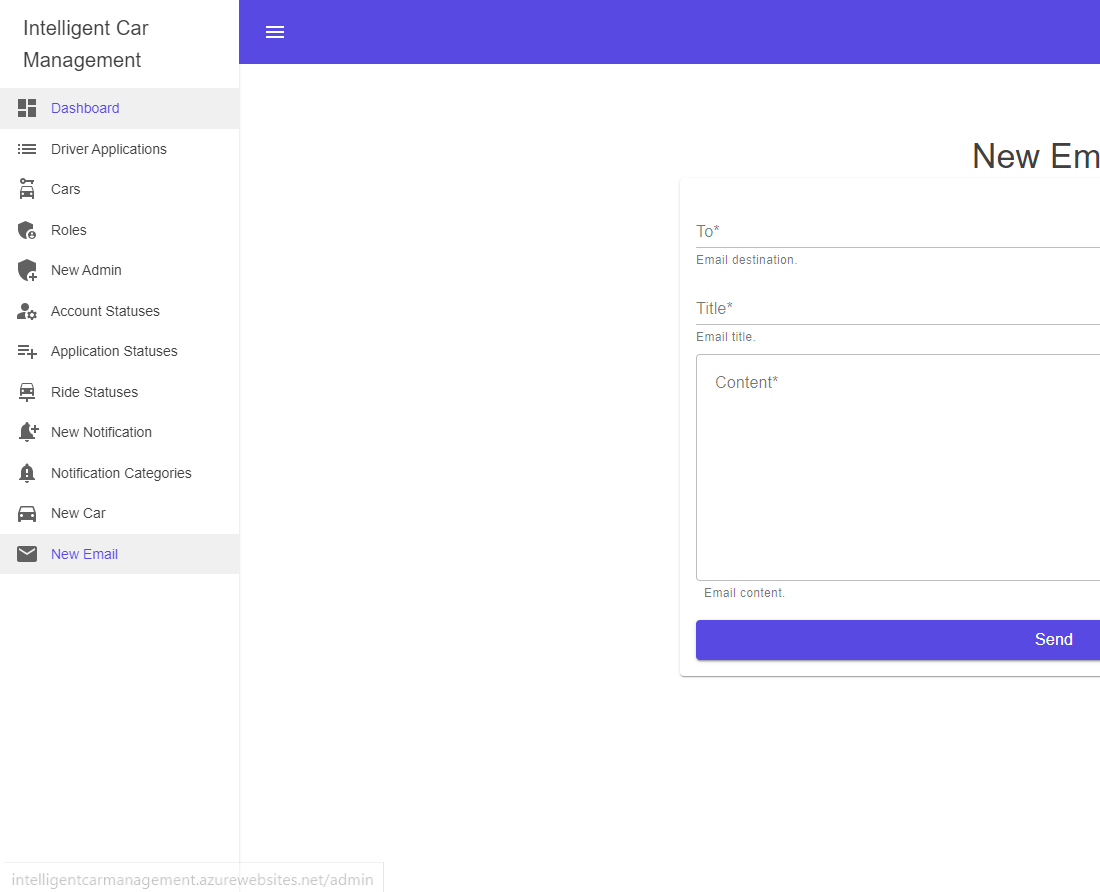 Intelligent Car
Management
Dashboard
Driver Applications
Cars
Roles
New Admin
Account Statuses
Application Statuses
Ride Statuses
New Notification
Notification Categories
New Car
New Email
New Em
To*
Email destination.
Title*
Email title.
Content*
Email content.
Send
intelligentcarmanagement.azurewebsites.net/admin